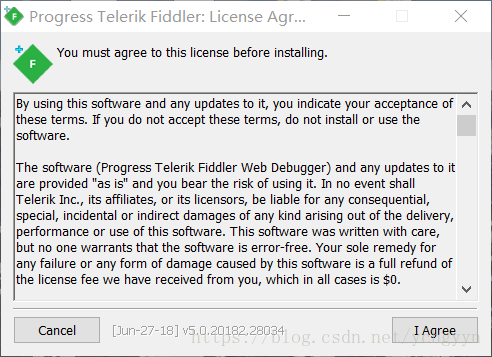 Progress Telerik Fiddler: License Agr...
F
You must agree to this license before installing.
By using this software and any updates to it, you indicate your acceptance of
these terms. If you do not accept these terms, do not install or use the
software.
The software (Progress Telerik Fiddler Web Debugger) and any updates to it
are provided "as is" and you bear the risk of using it. In no event shall
Telerik Inc., its affiliates, or its licensors, be liable for any consequential,
special, incidental or indirect damages of any kind arising out of the delivery,
performance or use of this software. This software was written with care,
but no one warrants that the software is error-free. Your sole remedy for
any failure or any form of damage caused by this software is a full refund of
the license fee we have received from you, which in all cases is $0.
Cancel [Jun-27-18] v5.0.20182.28034 I Agree